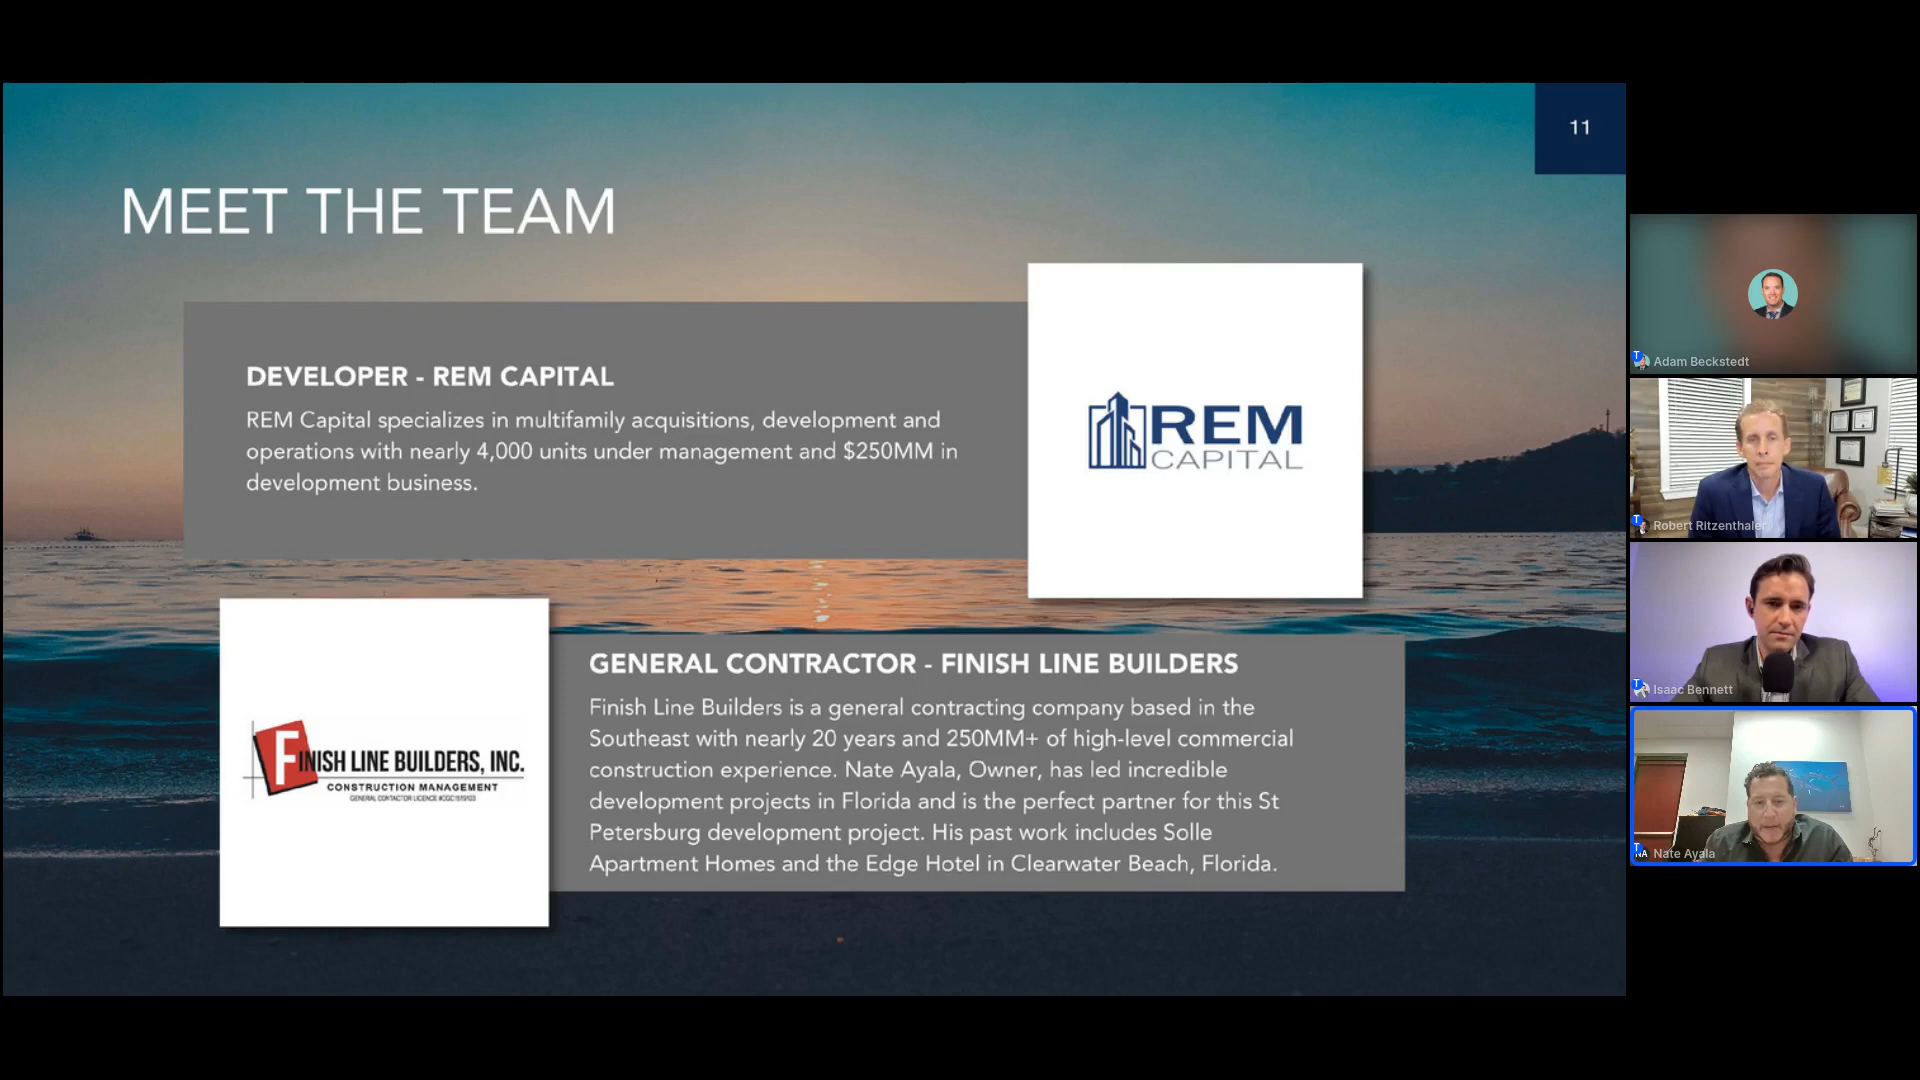 11
MEET THE TEAM
DEVELOPER - REM CAPITAL
REM Capital specializes in multifamily acquisitions, development and
operations with nearly 4,000 units under management and $250MM in
development business.
REM
CAPITAL
GENERAL CONTRACTOR - FINISH LINE BUILDERS
Finish Line Builders is a general contracting company based in the
Southeast with nearly 20 years and 250MM+ of high-level commercial
construction experience. Nate Ayala, Owner, has led incredible
development projects in Florida and is the perfect partner for this St
Petersburg development project. His past work includes Solle
Apartment Homes and the Edge Hotel in Clearwater Beach, Florida.
FINISH LINE BUILDERS, INC.
CONSTRUCTION MANAGEMENT
Adam Beckstedt
Robert Ritzenthaler
Isaac Bennett
NA Nate Ayala